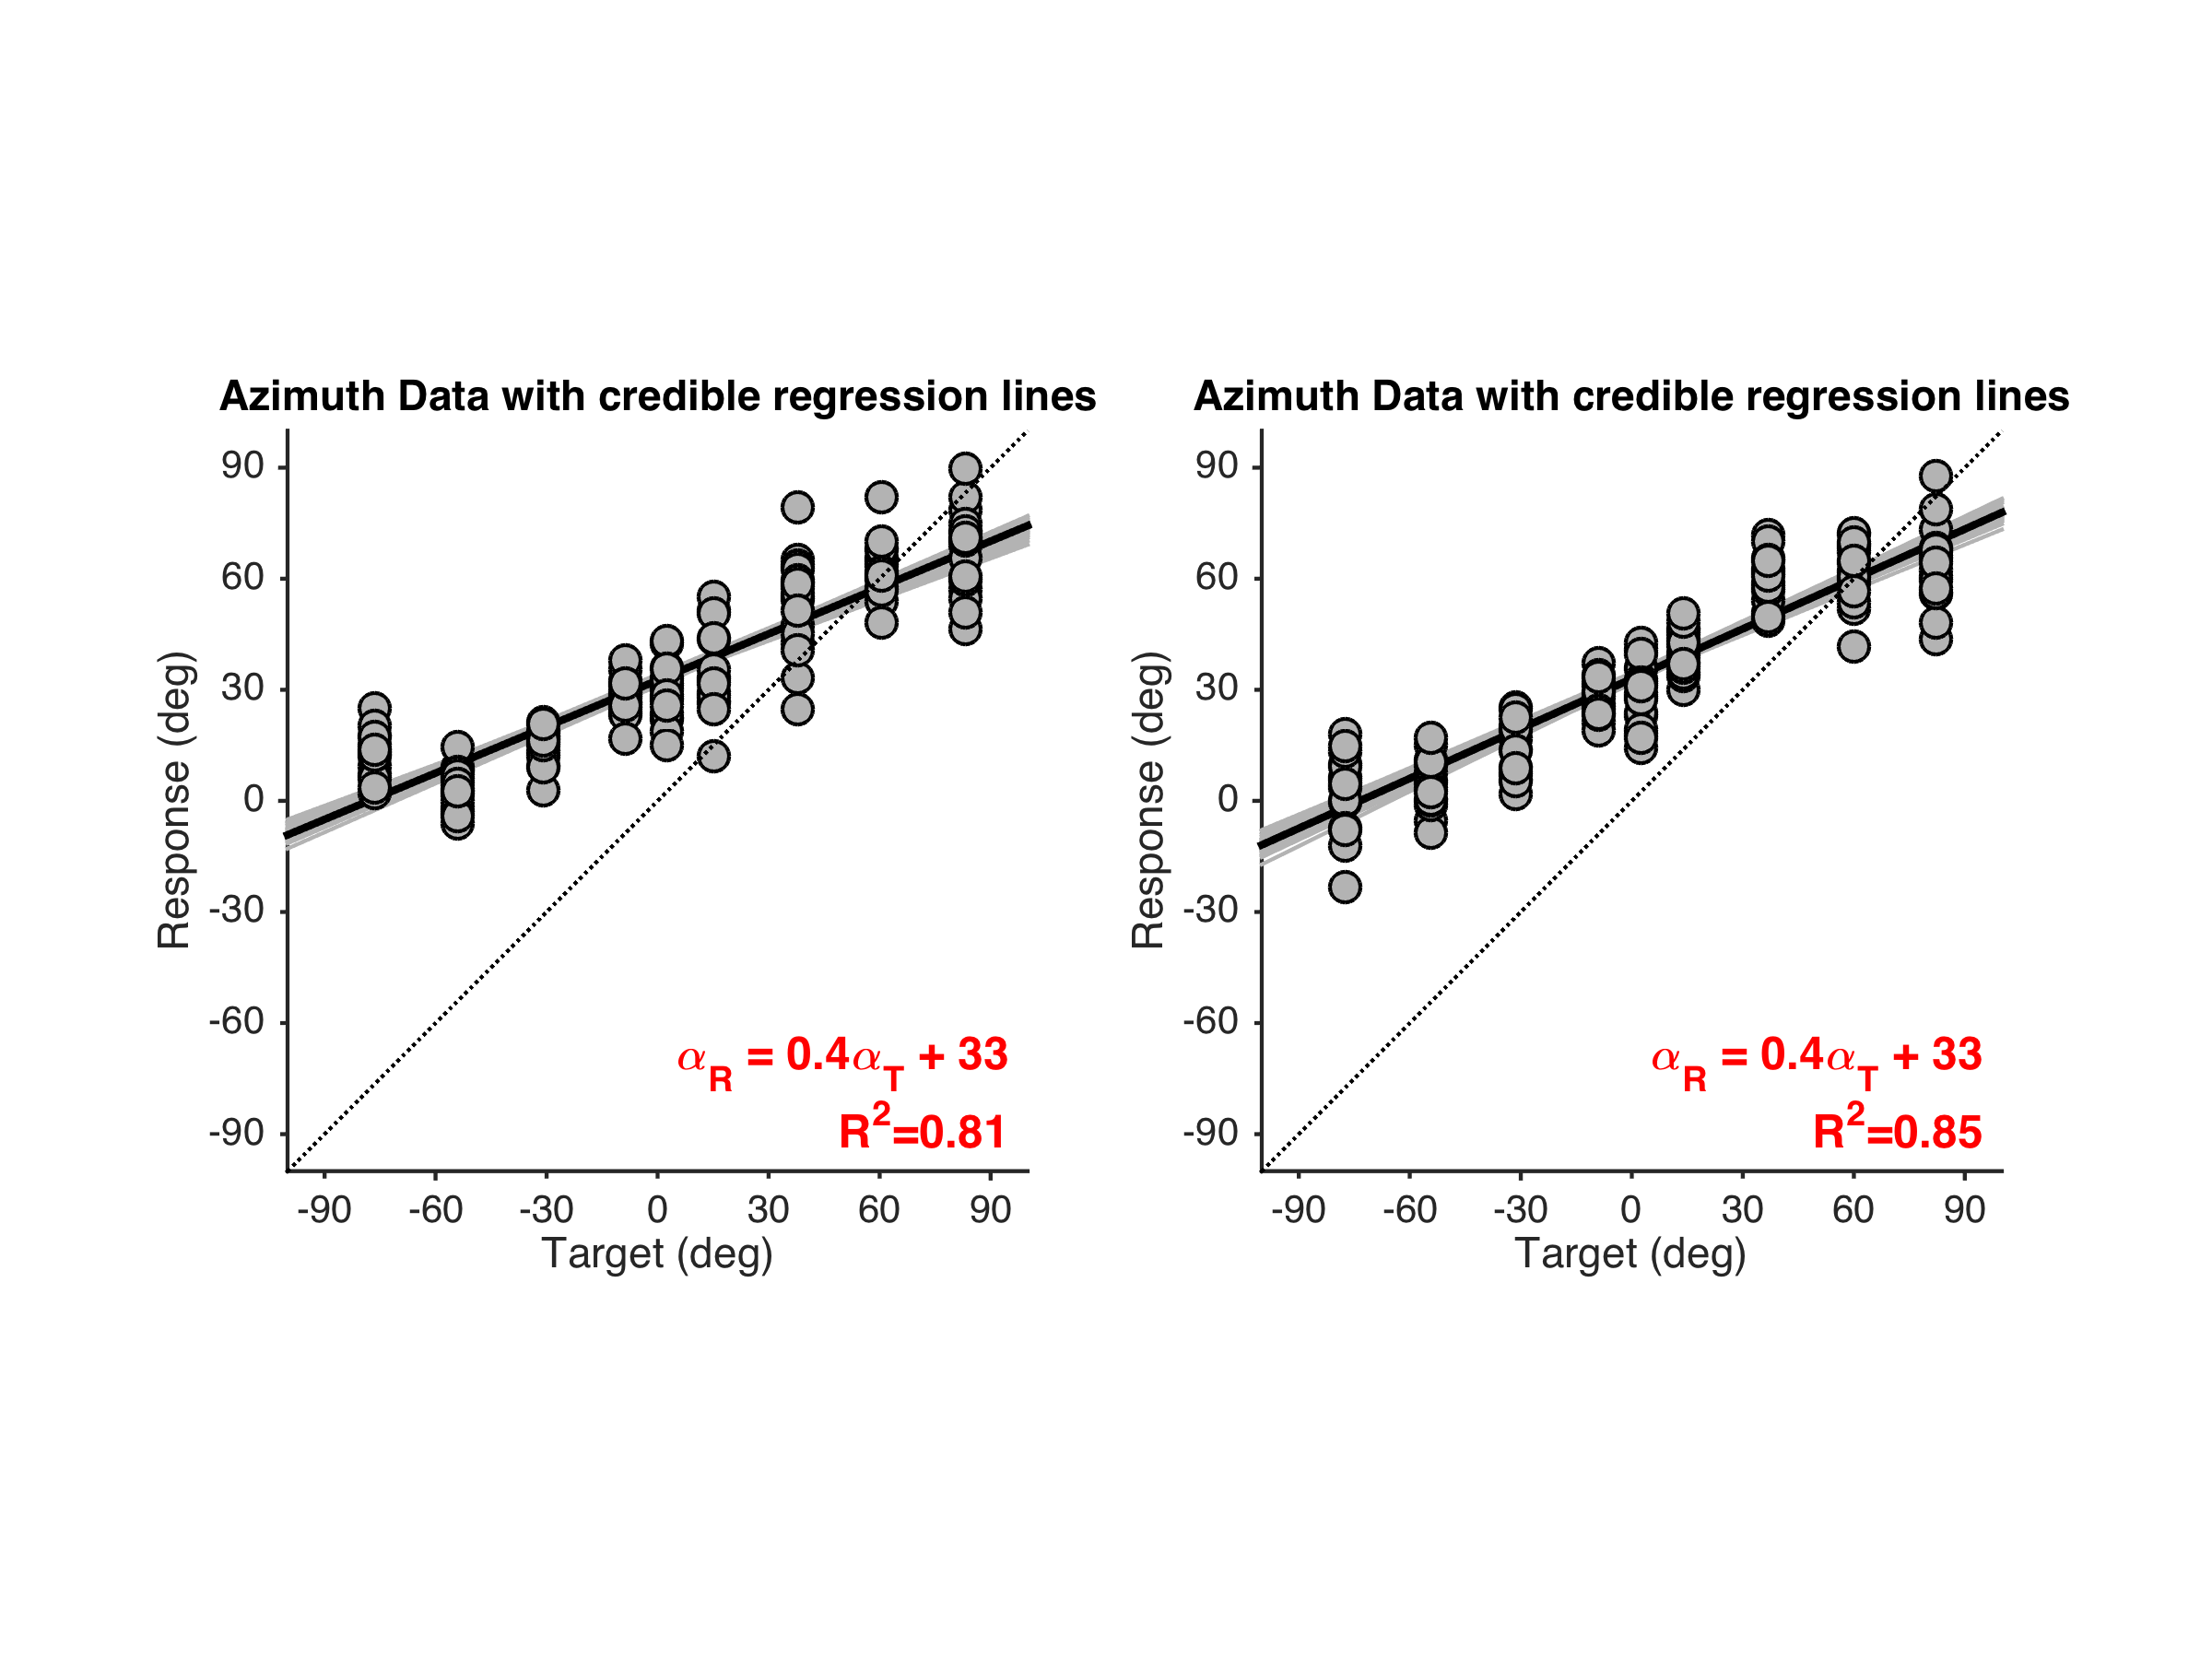 Azimuth Data with credible regression lines
90
60
30
0
-30
-60
-90
Response (deg)
αR = 0.4αT + 33
R2=0.81
-90 -60 -30 0 30 60 90
Target (deg)
Azimuth Data with credible regression lines
90
60
30
0
-30
-60
-90
Response (deg)
αR = 0.4αT + 33
R2=0.85
-90 -60 -30 0 30 60 90
Target (deg)